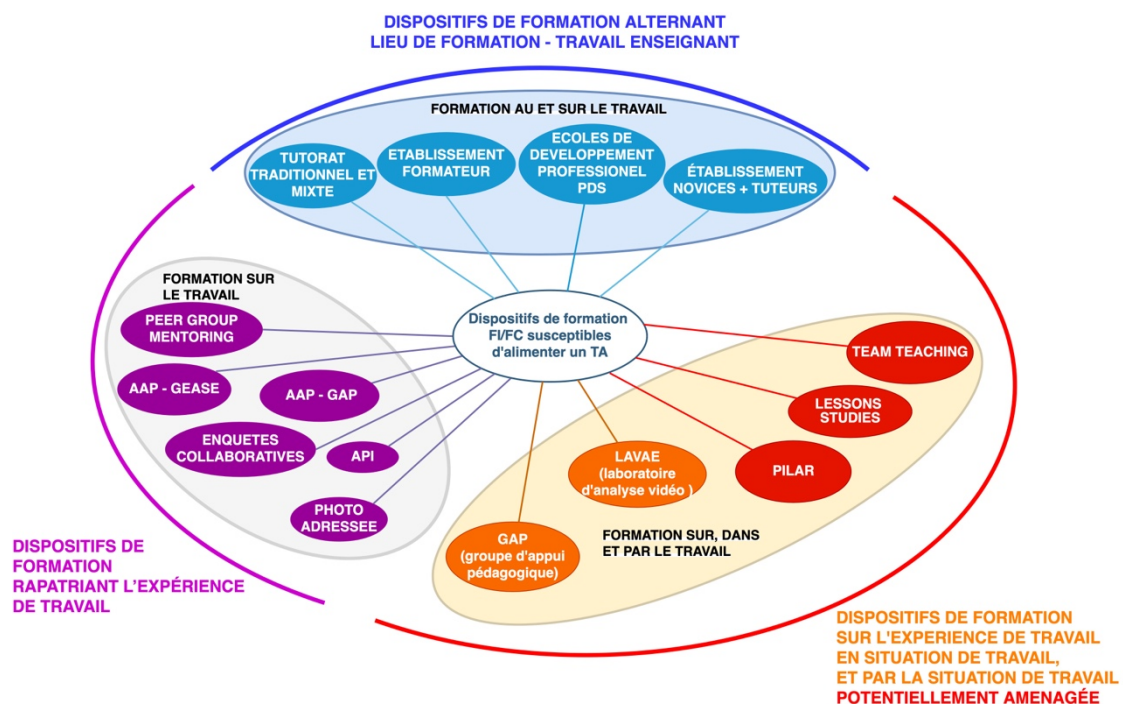 DISPOSITIFS DE FORMATION ALTERNANT
LIEU DE FORMATION - TRAVAIL ENSEIGNANT
FORMATION AU ET SUR LE TRAVAIL
TUTORAT
TRADITIONNEL ET
MIXTE
ETABLISSEMENT
FORMATEUR
ECOLES DE
DEVELOPPEMENT
PROFESSIONEL
PDS
ÉTABLISSEMENT
NOVICES + TUTEURS
FORMATION SUR
LE TRAVAIL
PEER GROUP
MENTORING
AAP - GEASE
AAP - GAP
ENQUETES
COLLABORATIVES
API
PHOTO
ADRESSEE
Dispositifs de formation
FI/FC susceptibles
d'alimenter un TA
TEAM TEACHING
LESSONS
STUDIES
PILAR
LAVAE
(laboratoire
d'analyse vidéo )
GAP
(groupe d'appui
pédagogique)
FORMATION SUR, DANS
ET PAR LE TRAVAIL
DISPOSITIFS DE
FORMATION
RAPATRIANT L'EXPÉRIENCE
DE TRAVAIL
DISPOSITIFS DE FORMATION
SUR L'EXPERIENCE DE TRAVAIL
EN SITUATION DE TRAVAIL,
ET PAR LA SITUATION DE TRAVAIL
POTENTIELLEMENT AMENAGÉE